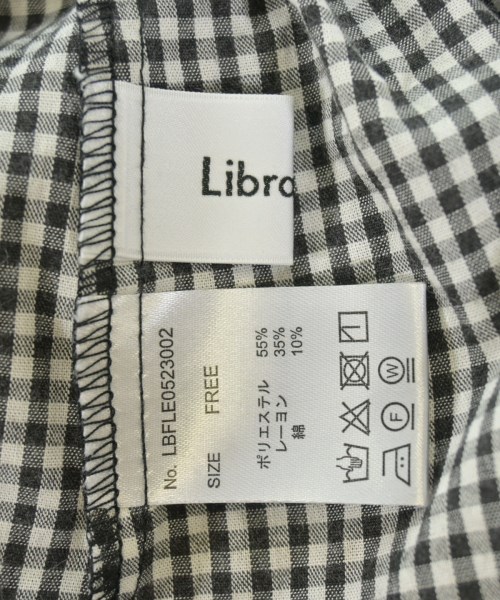 Libra
No. LBFLE0523002
SIZE FREE
ポリエステル 55%
レーヨン 35%
綿 10%
W
F